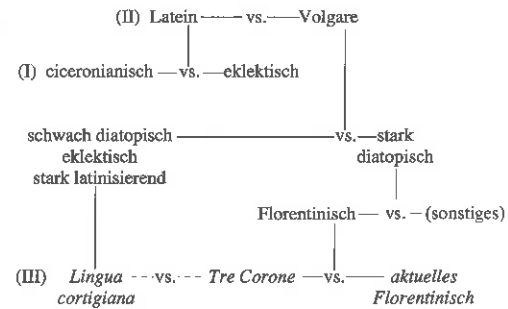 (II) Latein vs. Volgare
(I) ciceronianisch vs. eklektisch
schwach diatopisch vs. stark
eklektisch diatopisch
stark latinisierend
Florentinisch vs. (sonstiges)
(III) Lingua vs. Tre Corone vs. aktuelles
cortigiana Florentinisch